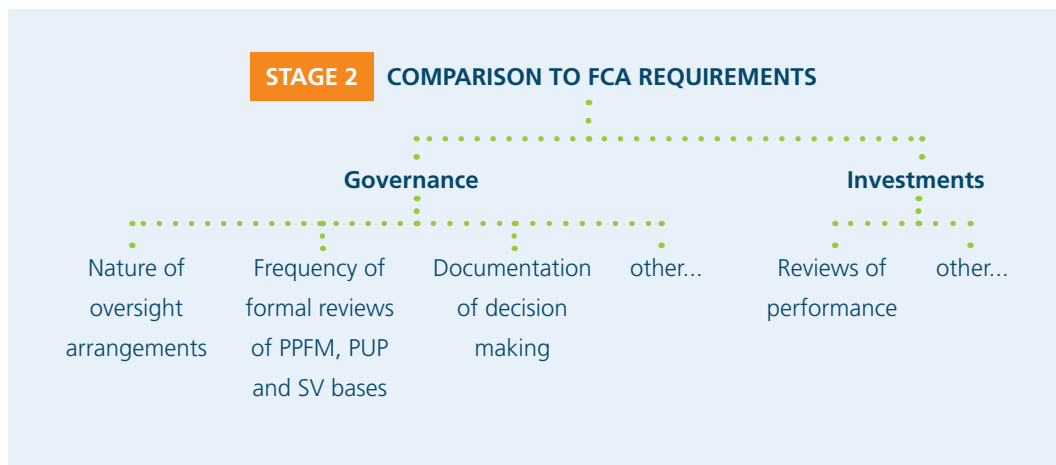 STAGE 2 COMPARISON TO FCA REQUIREMENTS
Governance
Investments
Nature of
oversight
arrangements
Frequency of
formal reviews
of PPFM, PUP
and SV bases
Documentation
of decision
making
other...
Reviews of
performance
other...